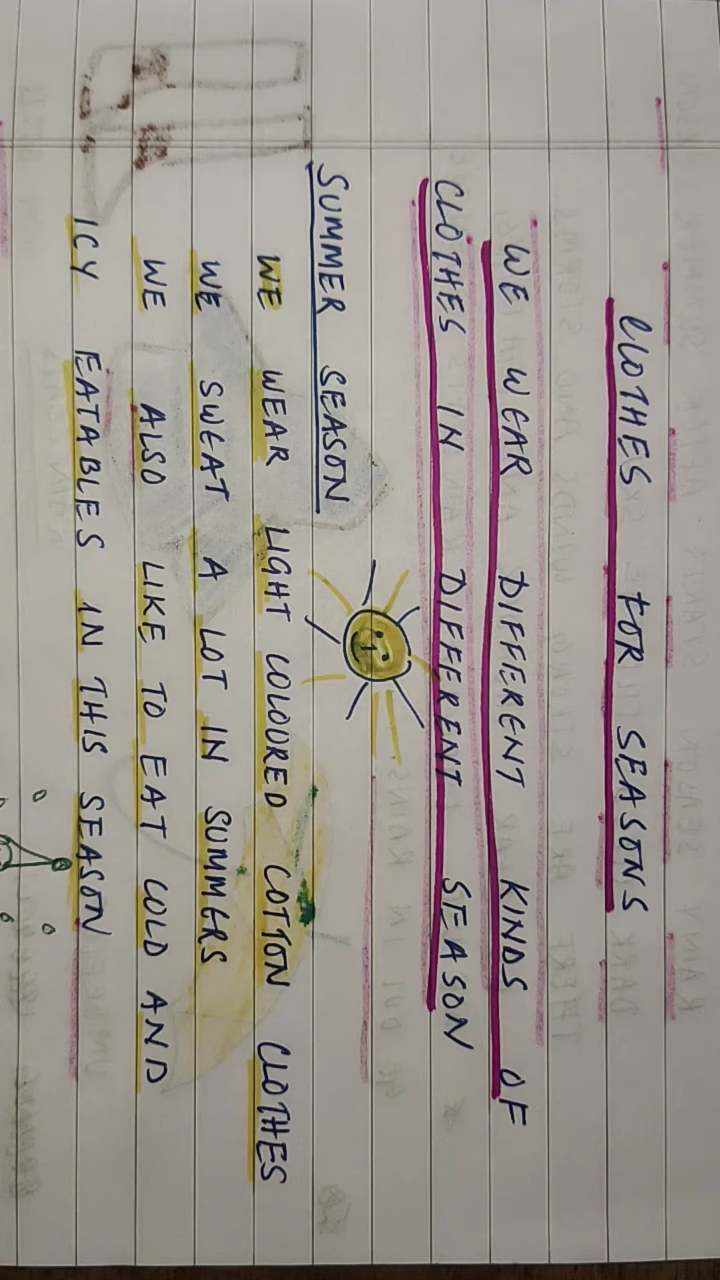 CLOTHES FOR SEASONS
WE WEAR DIFFERENT KINDS OF
CLOTHES IN DIFFERENT SEASON
SUMMER SEASON
WE WEAR LIGHT COLOURED COTTON CLOTHES
WE SWEAT A LOT IN SUMMERS
WE ALSO LIKE TO EAT COLD AND
ICY EATABLES IN THIS SEASON